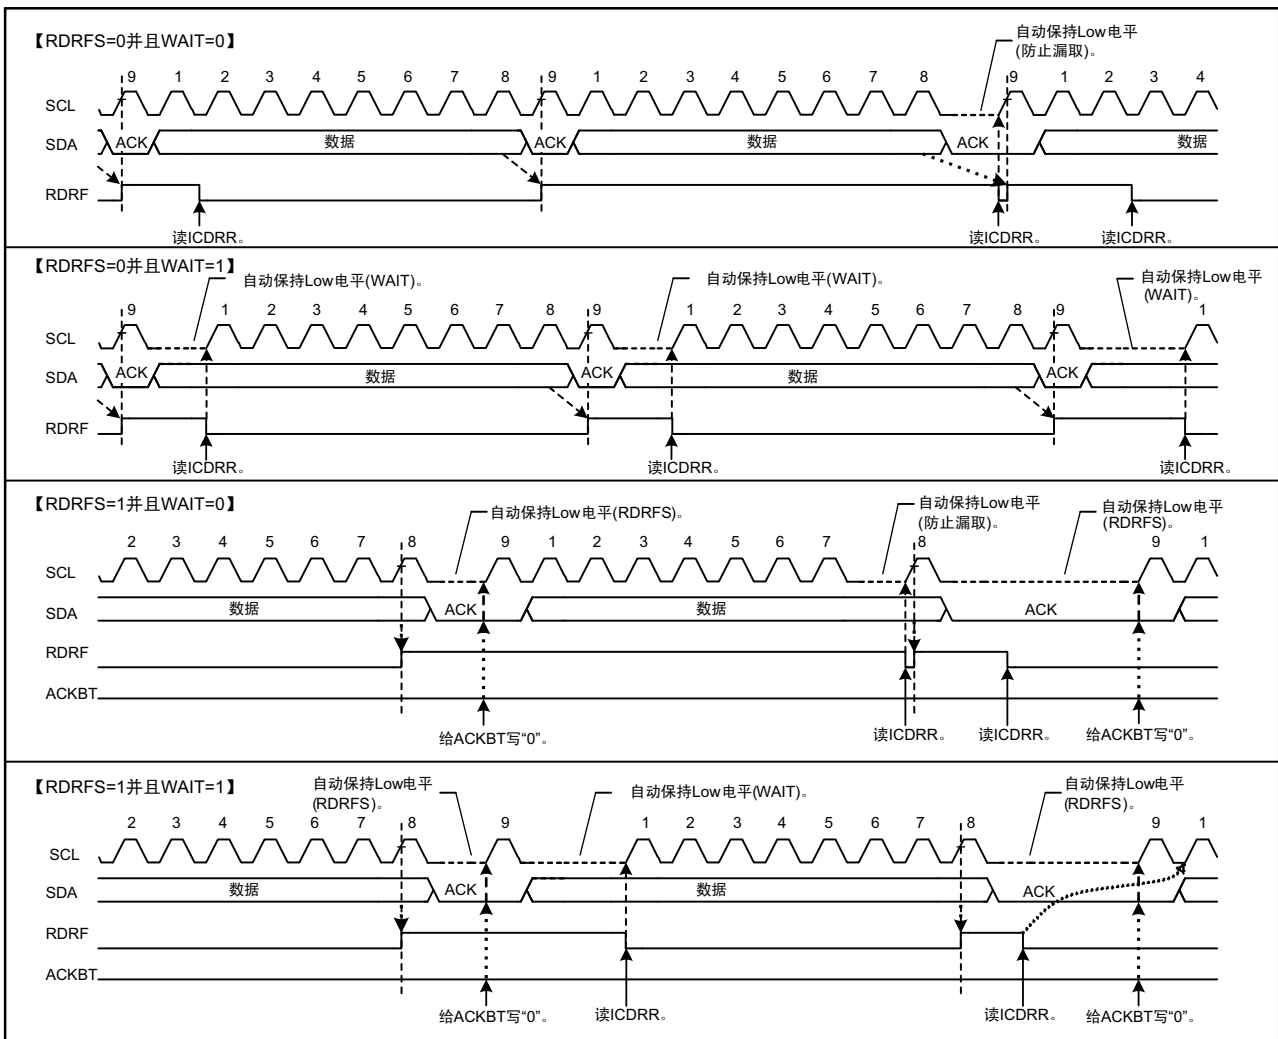 【RDRFS=0并且WAIT=0】
自动保持Low电平
(防止漏取)。
9 1 2 3 4 5 6 7 8 9 1 2 3 4 5 6 7 8 9 1 2 3 4
SCL
SDA ACK 数据 ACK 数据 ACK 数据
RDRF
读ICDRR。 读ICDRR。 读ICDRR。
【RDRFS=0并且WAIT=1】
自动保持Low电平(WAIT)。 自动保持Low电平(WAIT)。 自动保持Low电平
(WAIT)。
9 1 2 3 4 5 6 7 8 9 1 2 3 4 5 6 7 8 9 1
SCL
SDA ACK 数据 ACK 数据 ACK
RDRF
读ICDRR。 读ICDRR。 读ICDRR。
【RDRFS=1并且WAIT=0】
自动保持Low电平(RDRFS)。 自动保持Low电平
(防止漏取)。 自动保持Low电平
(RDRFS)。
2 3 4 5 6 7 8 9 1 2 3 4 5 6 7 8 9 1
SCL
SDA 数据 ACK 数据 ACK
RDRF
ACKBT
给ACKBT写“0”。 读ICDRR。 读ICDRR。 给ACKBT写“0”。
【RDRFS=1并且WAIT=1】
自动保持Low电平
(RDRFS)。 自动保持Low电平(WAIT)。 自动保持Low电平
(RDRFS)。
2 3 4 5 6 7 8 9 1 2 3 4 5 6 7 8 9 1
SCL
SDA 数据 ACK 数据 ACK
RDRF
ACKBT
给ACKBT写“0”。 读ICDRR。 读ICDRR。 给ACKBT写“0”。